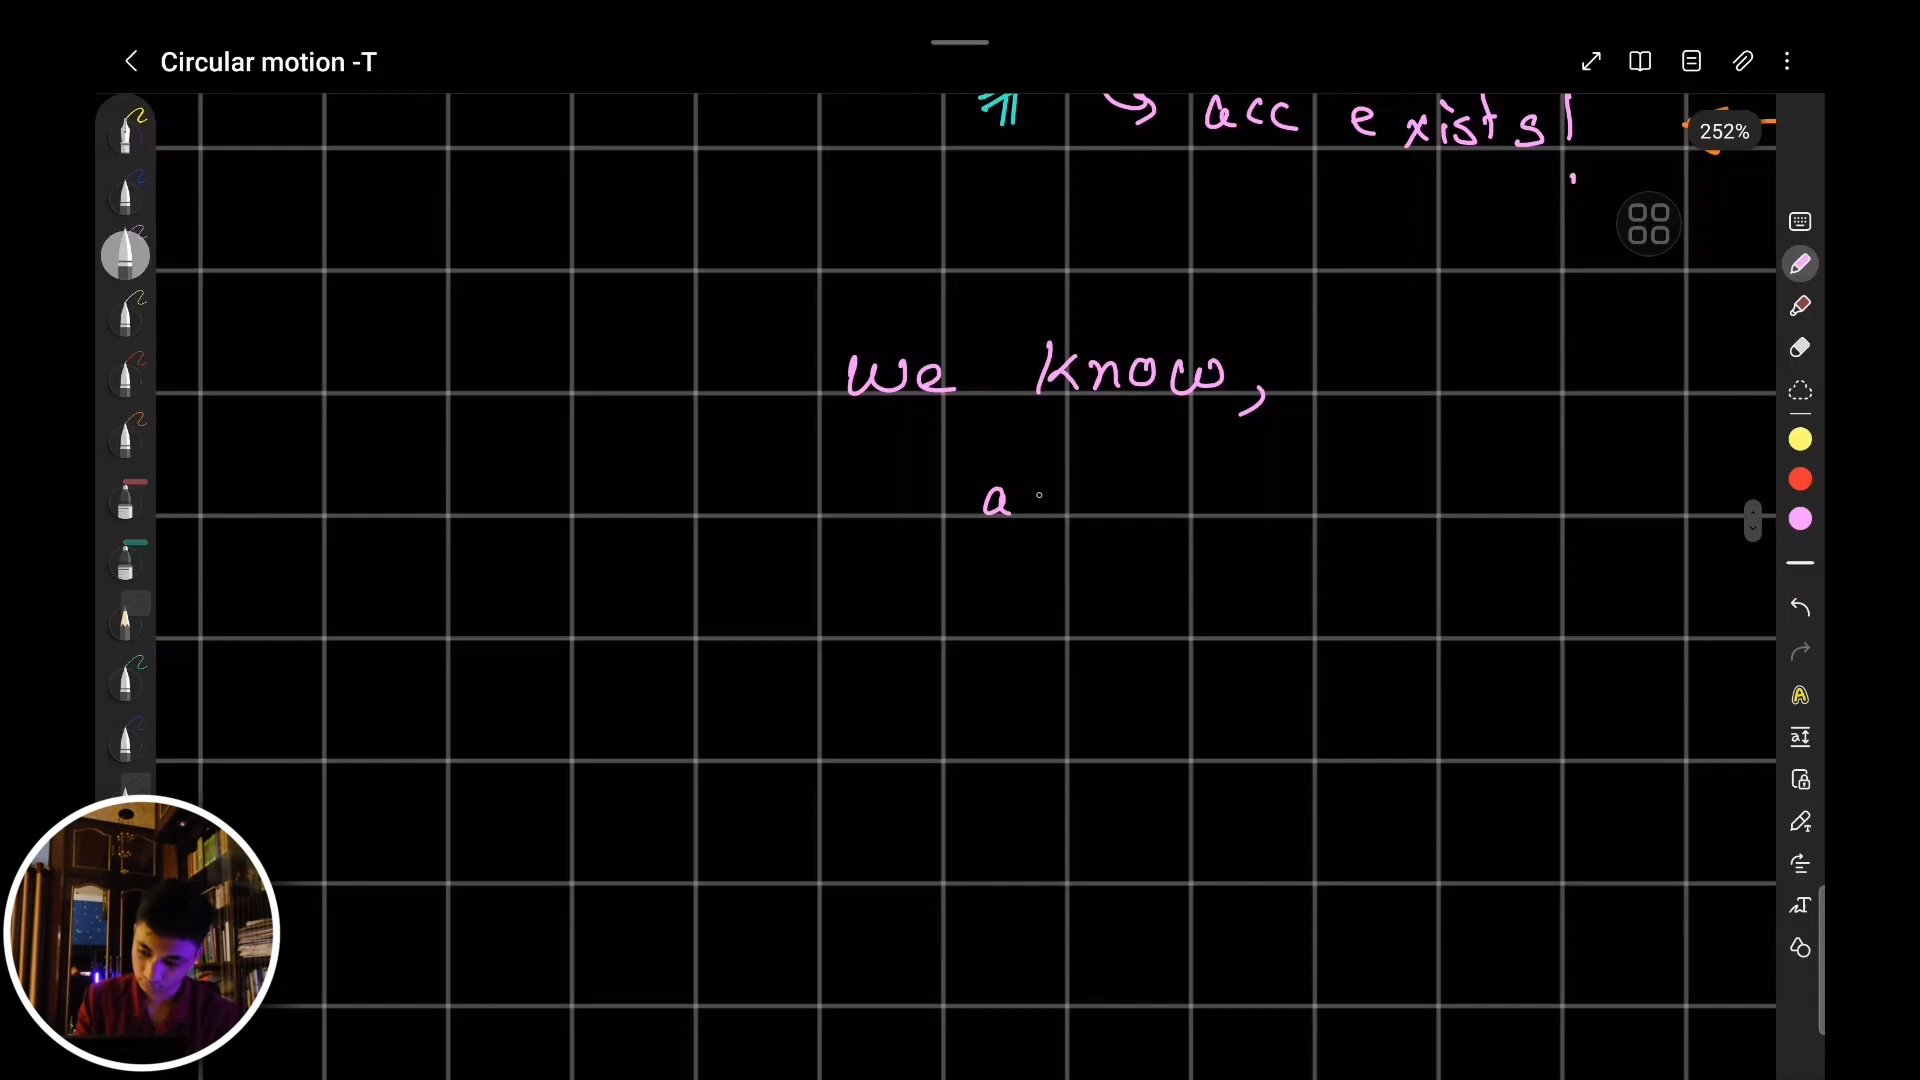 Circular motion -T
acc exists!
252%
we know,
a